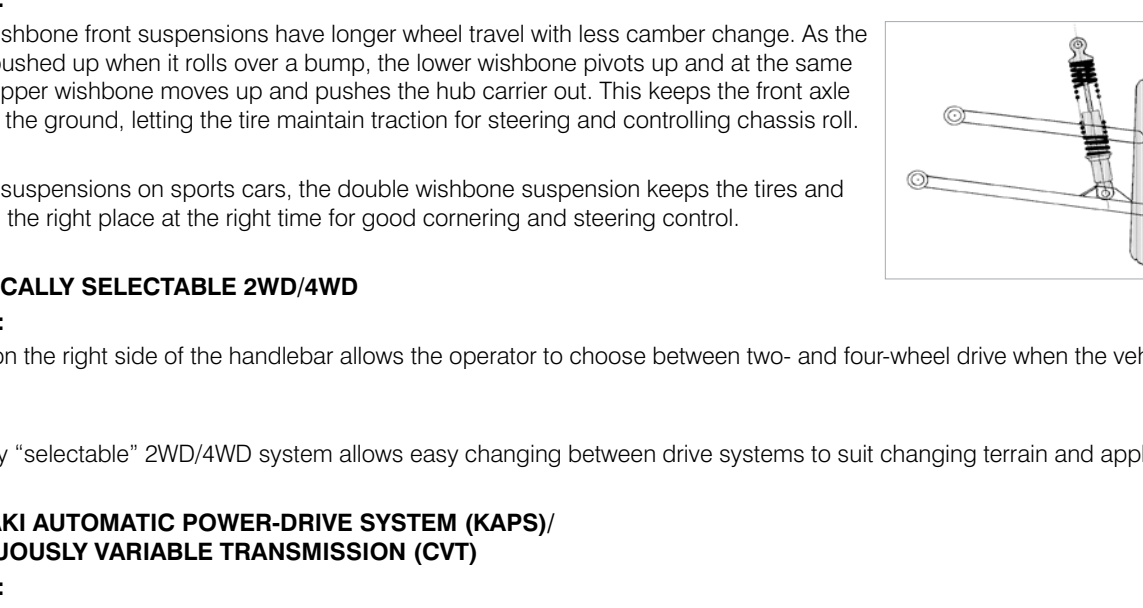 :
shbone front suspensions have longer wheel travel with less camber change. As the
pushed up when it rolls over a bump, the lower wishbone pivots up and at the same
pper wishbone moves up and pushes the hub carrier out. This keeps the front axle
the ground, letting the tire maintain traction for steering and controlling chassis roll.
suspensions on sports cars, the double wishbone suspension keeps the tires and
the right place at the right time for good cornering and steering control.
CALLY SELECTABLE 2WD/4WD
:
on the right side of the handlebar allows the operator to choose between two- and four-wheel drive when the veh
y “selectable” 2WD/4WD system allows easy changing between drive systems to suit changing terrain and appl
AKI AUTOMATIC POWER-DRIVE SYSTEM (KAPS)/
UOUSLY VARIABLE TRANSMISSION (CVT)
: